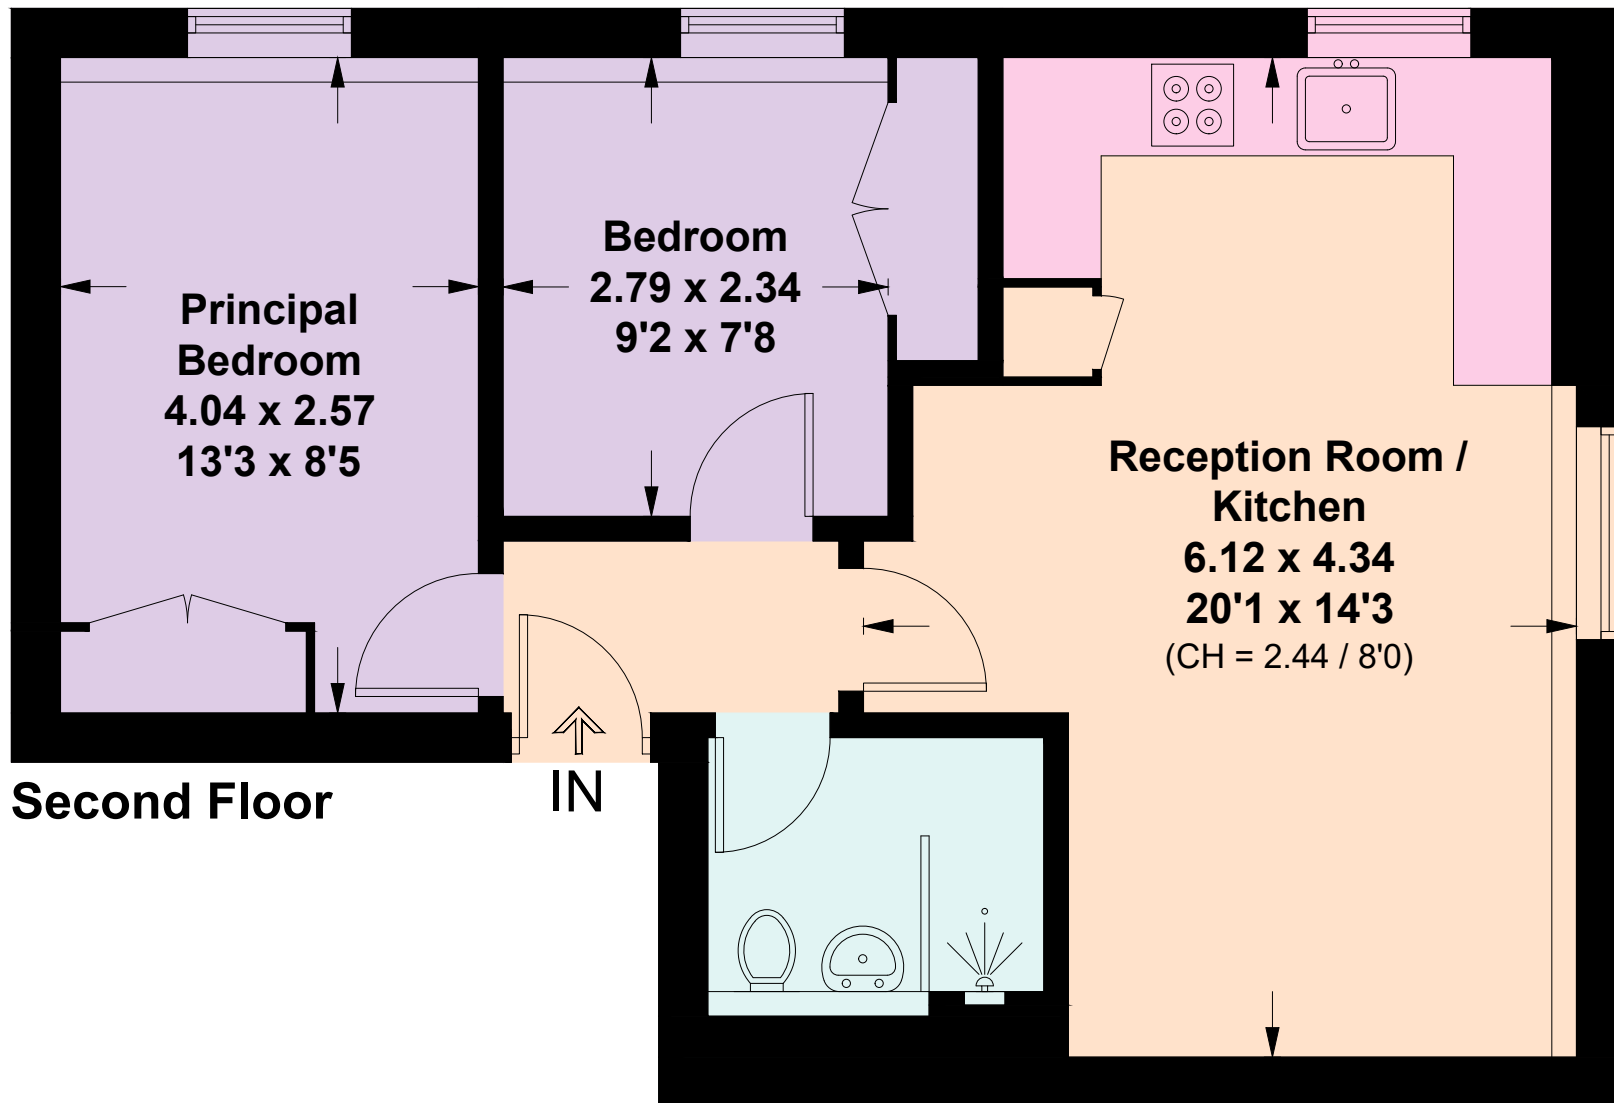 Principal
Bedroom
4.04 x 2.57
13'3 x 8'5
Bedroom
2.79 x 2.34
9'2 x 7'8
Reception Room /
Kitchen
6.12 x 4.34
20'1 x 14'3
(CH = 2.44 / 8'0)
Second Floor
IN